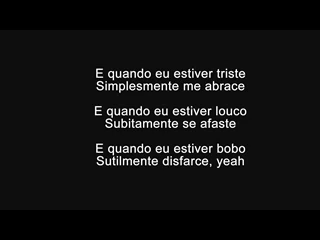 E quando eu estiver triste
Simplesmente me abrace
E quando eu estiver louco
Subitamente se afaste
E quando eu estiver bobo
Sutilmente disfarce, yeah